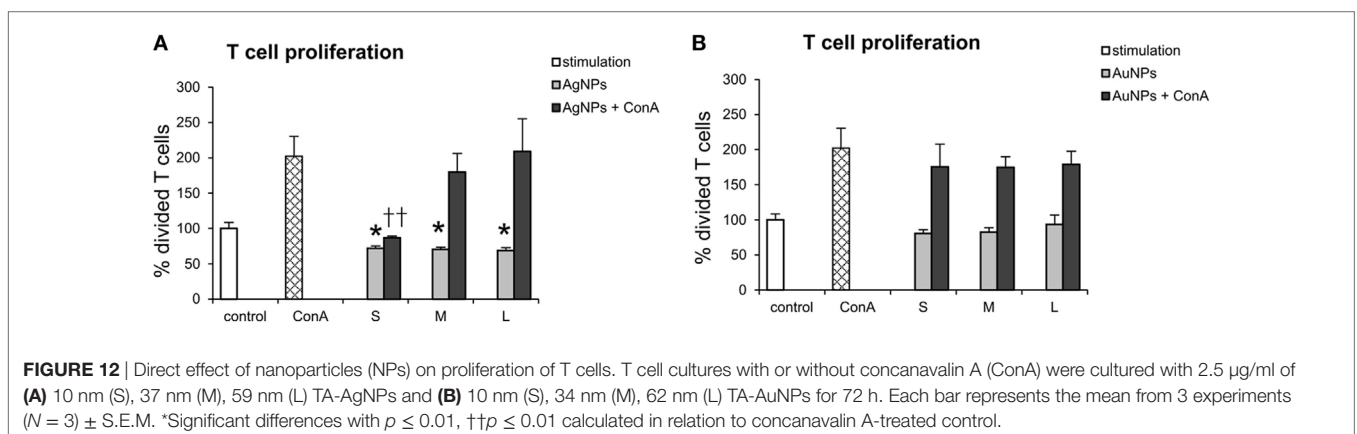 A
T cell proliferation
stimulation
AgNPs
AgNPs + ConA
% divided T cells
300
250
200
150
100
50
0
* †† * *
control ConA S M L
B
T cell proliferation
stimulation
AuNPs
AuNPs + ConA
% divided T cells
300
250
200
150
100
50
0
control ConA S M L
FIGURE 12 | Direct effect of nanoparticles (NPs) on proliferation of T cells. T cell cultures with or without concanavalin A (ConA) were cultured with 2.5 µg/ml of
(A) 10 nm (S), 37 nm (M), 59 nm (L) TA-AgNPs and (B) 10 nm (S), 34 nm (M), 62 nm (L) TA-AuNPs for 72 h. Each bar represents the mean from 3 experiments
(N = 3) ± S.E.M. *Significant differences with p ≤ 0.01, ††p ≤ 0.01 calculated in relation to concanavalin A-treated control.